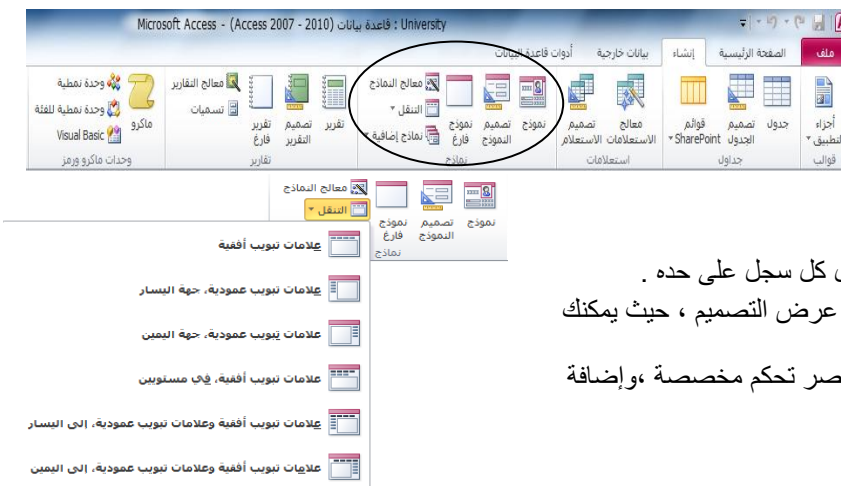 University : قاعدة بيانات (Access 2007 - 2010) - Microsoft Access
ملف الصفحة الرئيسية إنشاء بيانات خارجية أدوات قاعدة البيانات
أجزاء التطبيق
قوالب
جدول
تصميم الجدول
قوائم SharePoint
جداول
معالج الاستعلامات
تصميم الاستعلام
استعلامات
نموذج
تصميم النموذج
نموذج فارغ
معالج النماذج
التنقل
نماذج إضافية
نماذج
تقرير
تصميم التقرير
تقرير فارغ
معالج التقارير
تسميات
تقارير
ماكرو
وحدة نمطية
وحدة نمطية للفئة
Visual Basic
وحدات ماكرو ورمز
نموذج
تصميم النموذج
نموذج فارغ
معالج النماذج
التنقل
نماذج
علامات تبويب أفقية
علامات تبويب عمودية، جهة اليسار
علامات تبويب عمودية، جهة اليمين
علامات تبويب أفقية، في مستويين
علامات تبويب أفقية وعلامات تبويب عمودية، إلى اليسار
علامات تبويب أفقية وعلامات تبويب عمودية، إلى اليمين
كل سجل على حده .
عرض التصميم ، حيث يمكنك
تحكم مخصصة ،وإضافة